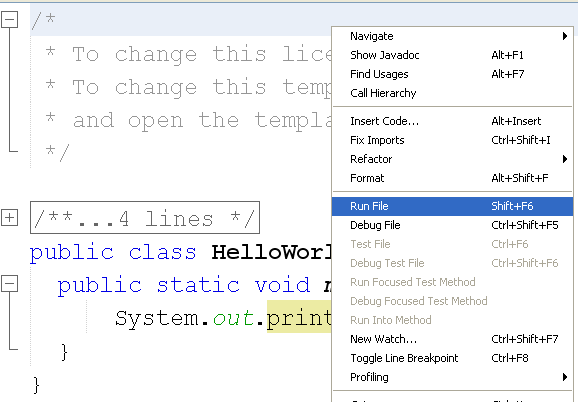 /*
* To change this lice
* To change this temp
* and open the templa
*/
/**...4 lines */
public class HelloWorl
public static void
System.out.print
}
}
Navigate
Show Javadoc Alt+F1
Find Usages Alt+F7
Call Hierarchy
Insert Code... Alt+Insert
Fix Imports Ctrl+Shift+I
Refactor
Format Alt+Shift+F
Run File Shift+F6
Debug File Ctrl+Shift+F5
Test File Ctrl+F6
Debug Test File Ctrl+Shift+F6
Run Focused Test Method
Debug Focused Test Method
Run Into Method
New Watch... Ctrl+Shift+F7
Toggle Line Breakpoint Ctrl+F8
Profiling